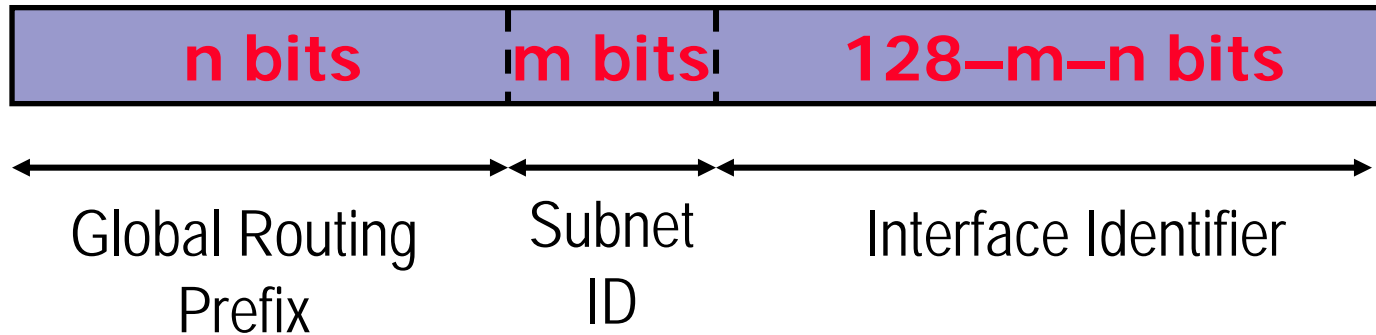 n bits m bits 128–m–n bits
Global Routing Prefix
Subnet ID
Interface Identifier